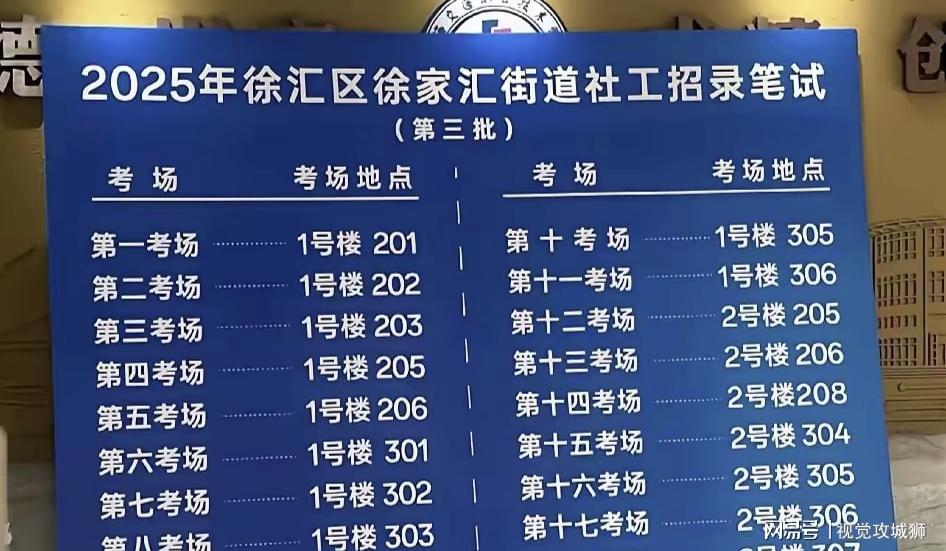 德
创
2025年徐汇区徐家汇街道社工招录笔试
(第三批)
考场 考场地点
第一考场 1号楼 201
第二考场 1号楼 202
第三考场 1号楼 203
第四考场 1号楼 205
第五考场 1号楼 206
第六考场 1号楼 301
第七考场 1号楼 302
第八考场 1号楼 303
考场 考场地点
第十考场 1号楼 305
第十一考场 1号楼 306
第十二考场 2号楼 205
第十三考场 2号楼 206
第十四考场 2号楼 208
第十五考场 2号楼 304
第十六考场 2号楼 305
第十七考场 2号楼 306
网易号 | 视觉攻城狮